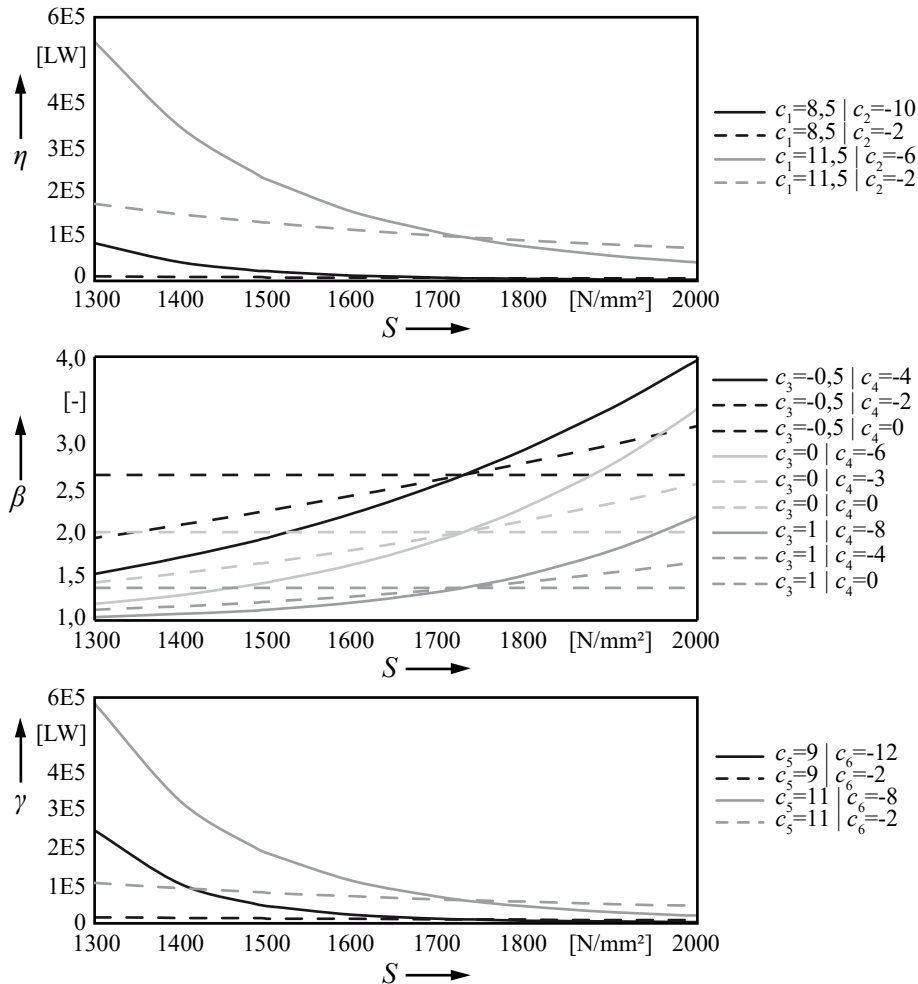 6E5
[LW]
4E5
3E5
2E5
1E5
0
η
1300 1400 1500 1600 1700 1800 [N/mm²] 2000
S
c1=8,5 | c2=-10
c1=8,5 | c2=-2
c1=11,5 | c2=-6
c1=11,5 | c2=-2
4,0
[-]
3,0
2,5
2,0
1,5
1,0
β
1300 1400 1500 1600 1700 1800 [N/mm²] 2000
S
c3=-0,5 | c4=-4
c3=-0,5 | c4=-2
c3=-0,5 | c4=0
c3=0 | c4=-6
c3=0 | c4=-3
c3=0 | c4=0
c3=1 | c4=-8
c3=1 | c4=-4
c3=1 | c4=0
6E5
[LW]
4E5
3E5
2E5
1E5
0
γ
1300 1400 1500 1600 1700 1800 [N/mm²] 2000
S
c5=9 | c6=-12
c5=9 | c6=-2
c5=11 | c6=-8
c5=11 | c6=-2